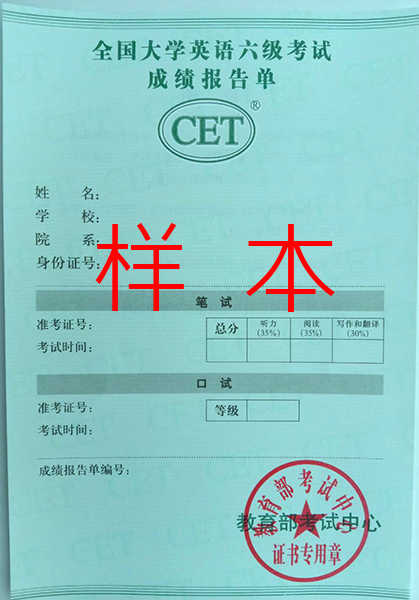 全国大学英语六级考试
成绩报告单
CET®
姓 名：
学 校：
院 系：
身份证号：
样 本
笔 试
准考证号：
考试时间：
总分 听力 (35%) 阅读 (35%) 写作和翻译 (30%)
口 试
准考证号：
考试时间：
等级
成绩报告单编号：
教育部考试中心
教育部考试中心
证书专用章